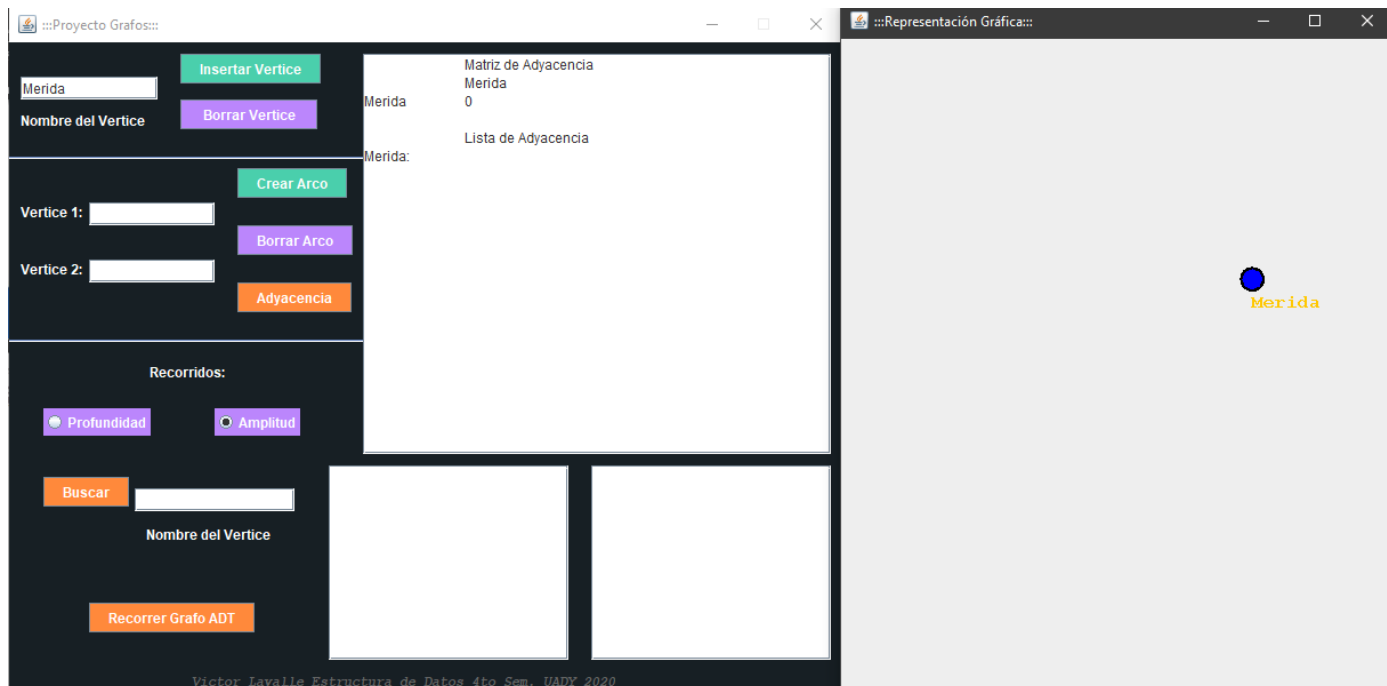 :::Proyecto Grafos:::
Merida
Nombre del Vertice
Insertar Vertice
Borrar Vertice
Vertice 1:
Vertice 2:
Crear Arco
Borrar Arco
Adyacencia
Recorridos:
Profundidad
Amplitud
Buscar
Nombre del Vertice
Recorrer Grafo ADT
Matriz de Adyacencia
Merida
Merida 0
Lista de Adyacencia
Merida:
Victor Lavalle Estructura de Datos 4to Sem. UADY 2020
:::Representación Gráfica:::
Merida